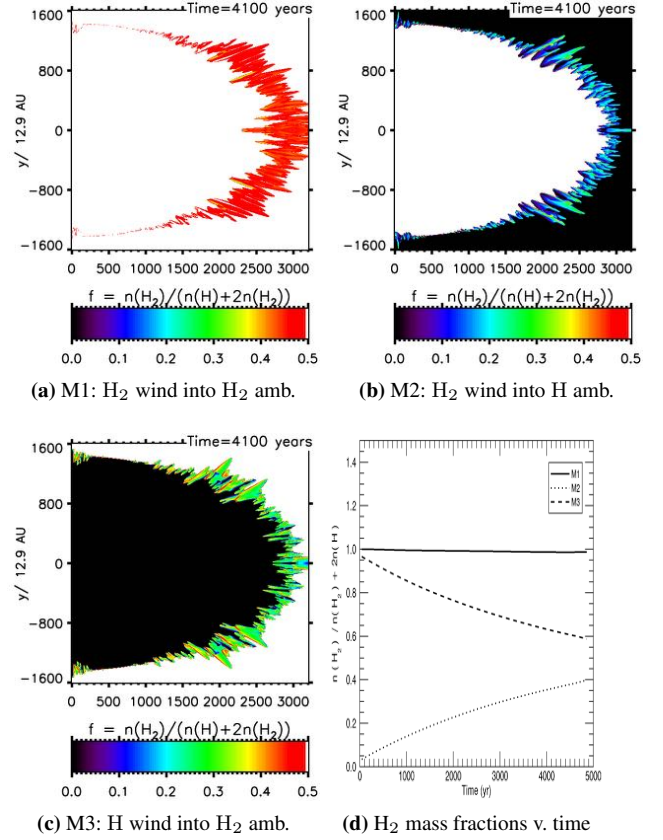 Time=4100 years
1600
800
0
−800
−1600
y/ 12.9 AU
0 500 1000 1500 2000 2500 3000
f = n(H₂)/(n(H)+2n(H₂))
0.0 0.1 0.2 0.3 0.4 0.5
(a) M1: H₂ wind into H₂ amb.
Time=4100 years
1600
800
0
−800
−1600
y/ 12.9 AU
0 500 1000 1500 2000 2500 3000
f = n(H₂)/(n(H)+2n(H₂))
0.0 0.1 0.2 0.3 0.4 0.5
(b) M2: H₂ wind into H amb.
Time=4100 years
1600
800
0
−800
−1600
y/ 12.9 AU
0 500 1000 1500 2000 2500 3000
f = n(H₂)/(n(H)+2n(H₂))
0.0 0.1 0.2 0.3 0.4 0.5
(c) M3: H wind into H₂ amb.
M1
M2
M3
1.4
1.2
1.0
0.8
0.6
0.4
0.2
0.0
n(H₂) / n(H) + 2n(H)
0 1000 2000 3000 4000 5000
Time (yr)
(d) H₂ mass fractions v. time